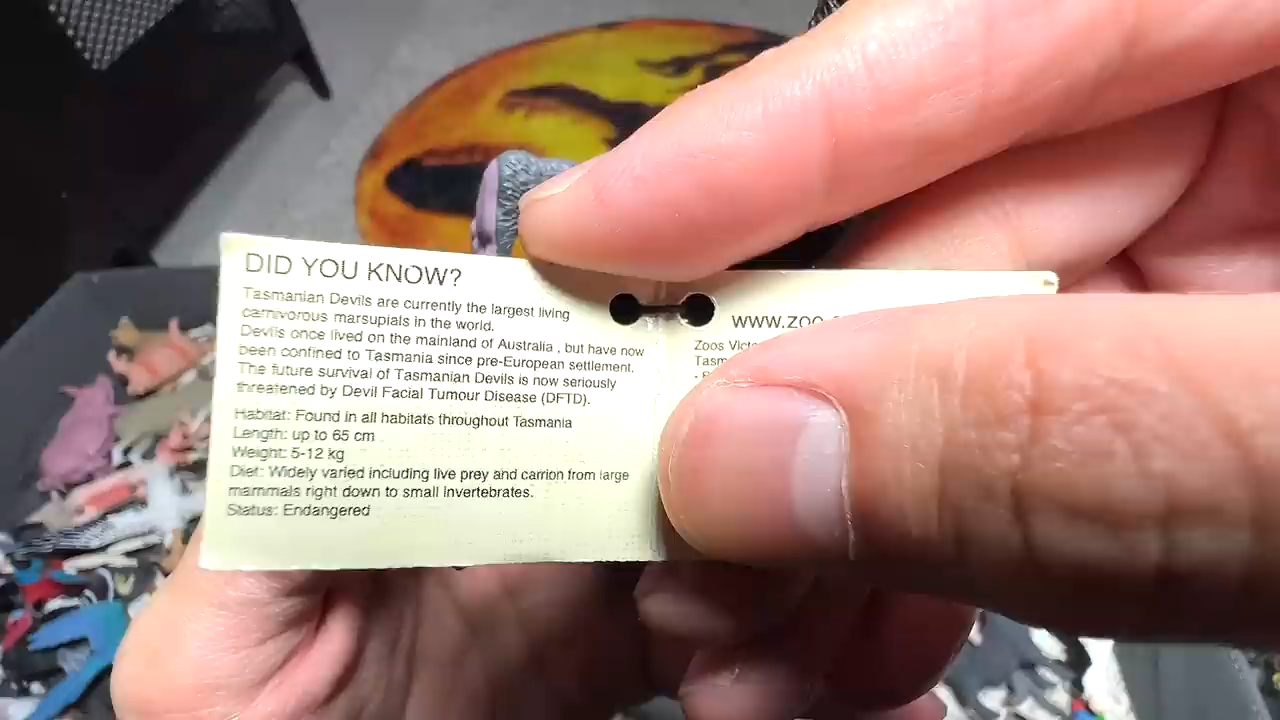 DID YOU KNOW?
Tasmanian Devils are currently the largest living
carnivorous marsupials in the world.
Devils once lived on the mainland of Australia , but have now
been confined to Tasmania since pre-European settlement.
The future survival of Tasmanian Devils is now seriously
threatened by Devil Facial Tumour Disease (DFTD).
Habitat: Found in all habitats throughout Tasmania
Length: up to 65 cm
Weight: 5-12 kg
Diet: Widely varied including live prey and carrion from large
mammals right down to small invertebrates.
Status: Endangered
www.zoo
Zoos Vict
Tasm